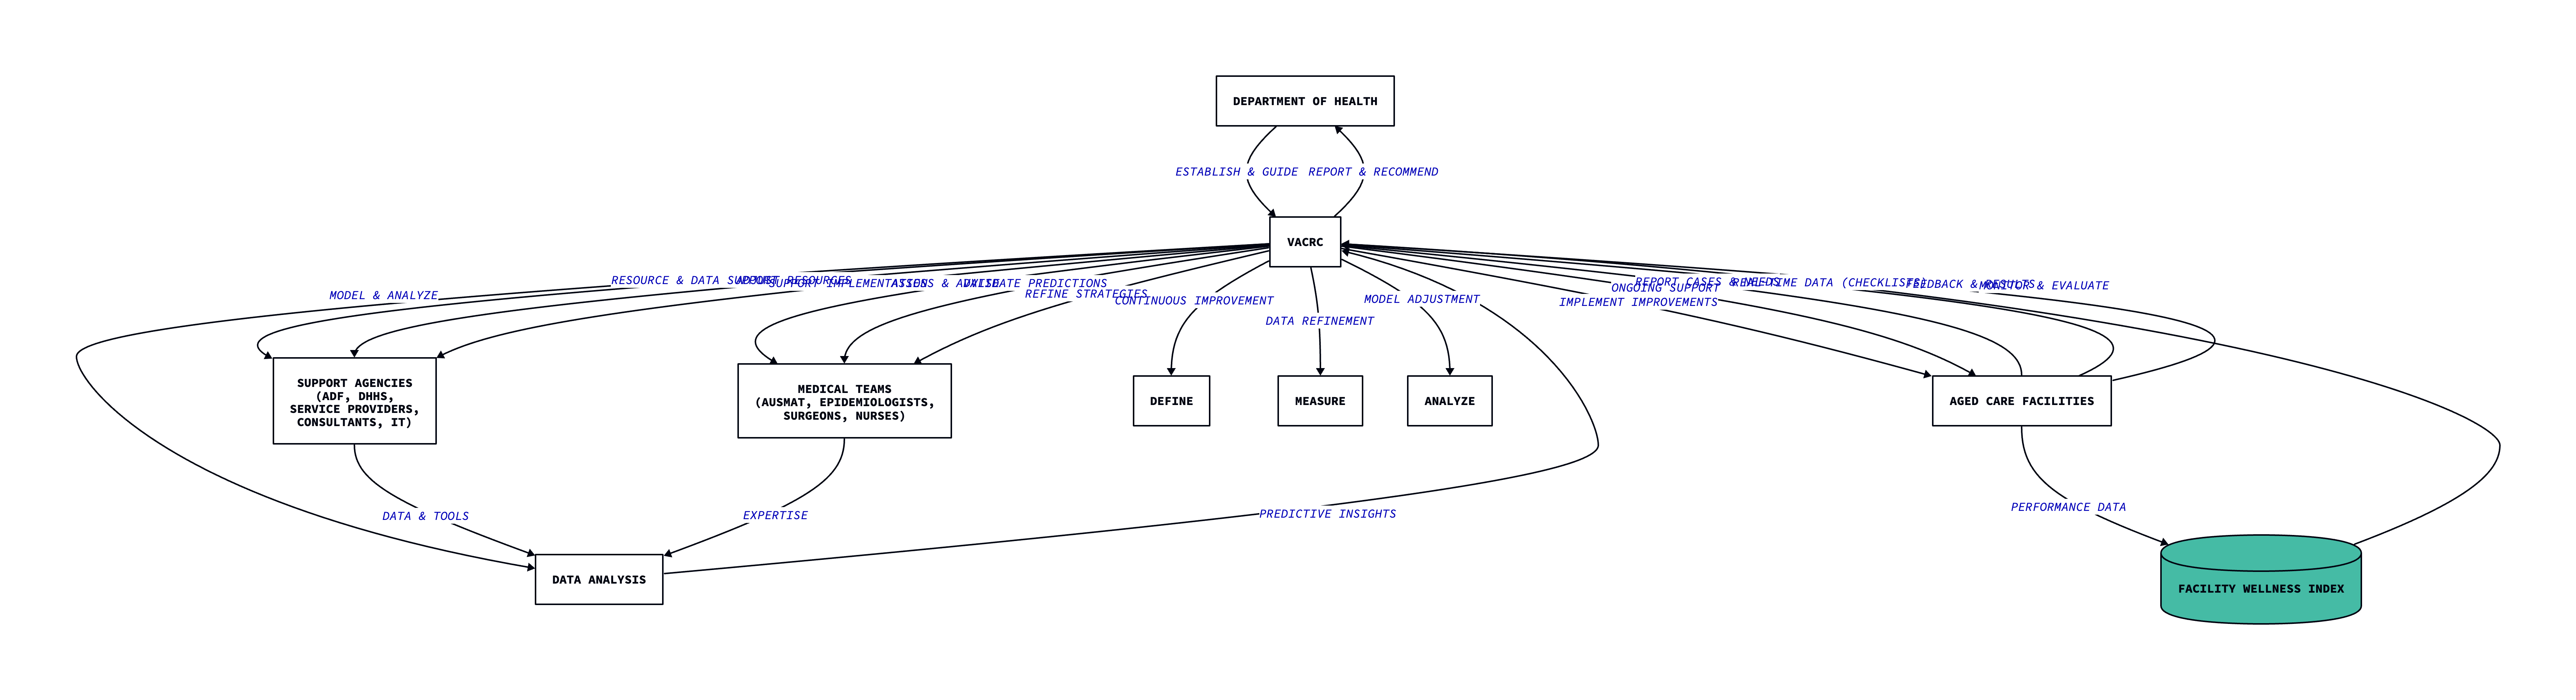 DEPARTMENT OF HEALTH
ESTABLISH & GUIDE
REPORT & RECOMMEND
VACRC
MODEL & ANALYZE
RESOURCE & DATA SUPPORT
ADJUST RESOURCES
SUPPORT IMPLEMENTATION
ASSESS & ADVISE
VALIDATE PREDICTIONS
REFINE STRATEGIES
CONTINUOUS IMPROVEMENT
DATA REFINEMENT
MODEL ADJUSTMENT
IMPLEMENT IMPROVEMENTS
ONGOING SUPPORT
REPORT CASES & NEEDS
REAL-TIME DATA (CHECKLISTS)
FEEDBACK & RESULTS
MONITOR & EVALUATE
SUPPORT AGENCIES
(ADF, DHHS,
SERVICE PROVIDERS,
CONSULTANTS, IT)
MEDICAL TEAMS
(AUSMAT, EPIDEMIOLOGISTS,
SURGEONS, NURSES)
DEFINE
MEASURE
ANALYZE
AGED CARE FACILITIES
DATA & TOOLS
EXPERTISE
PREDICTIVE INSIGHTS
PERFORMANCE DATA
DATA ANALYSIS
FACILITY WELLNESS INDEX